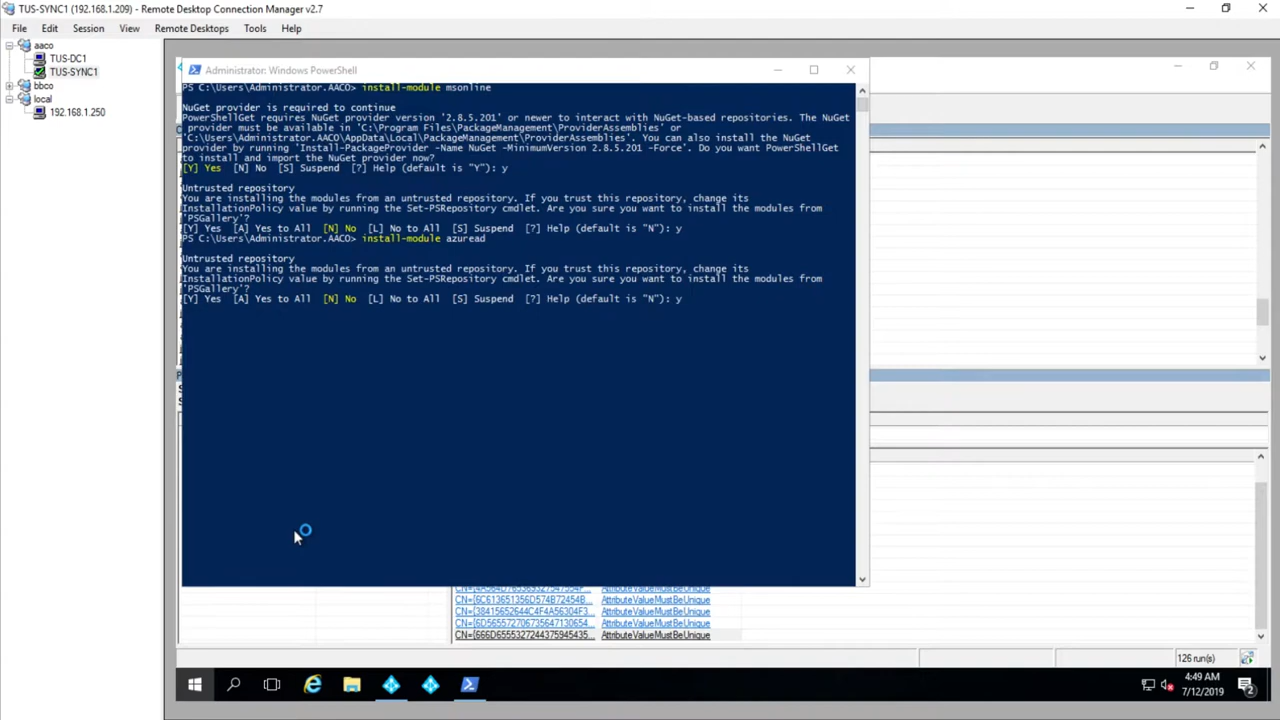 TUS-SYNC1 (192.168.1.209) - Remote Desktop Connection Manager v2.7
File Edit Session View Remote Desktops Tools Help
aaco
TUS-DC1
TUS-SYNC1
bbco
local
192.168.1.250
Administrator: Windows PowerShell
PS C:\Users\Administrator.AACO> install-module msonline
NuGet provider is required to continue
PowerShellGet requires NuGet provider version '2.8.5.201' or newer to interact with NuGet-based repositories. The NuGet
provider must be available in 'C:\Program Files\PackageManagement\ProviderAssemblies' or
'C:\Users\Administrator.AACO\AppData\Local\PackageManagement\ProviderAssemblies'. You can also install the NuGet
provider by running 'Install-PackageProvider -Name NuGet -MinimumVersion 2.8.5.201 -Force'. Do you want PowerShellGet
to install and import the NuGet provider now?
[Y] Yes [N] No [S] Suspend [?] Help (default is "Y"): y
Untrusted repository
You are installing the modules from an untrusted repository. If you trust this repository, change its
InstallationPolicy value by running the Set-PSRepository cmdlet. Are you sure you want to install the modules from
'PSGallery'?
[Y] Yes [A] Yes to All [N] No [L] No to All [S] Suspend [?] Help (default is "N"): y
PS C:\Users\Administrator.AACO> install-module azuread
Untrusted repository
You are installing the modules from an untrusted repository. If you trust this repository, change its
InstallationPolicy value by running the Set-PSRepository cmdlet. Are you sure you want to install the modules from
'PSGallery'?
[Y] Yes [A] Yes to All [N] No [L] No to All [S] Suspend [?] Help (default is "N"): y
AttributeValueMustBeUnique
CN={6C613651356D574B72454B... AttributeValueMustBeUnique
CN={38415652644C4F4A56304F3... AttributeValueMustBeUnique
CN={6D565572706735647130654... AttributeValueMustBeUnique
CN={666D6555327244375945435... AttributeValueMustBeUnique
126 run(s)
4:49 AM
7/12/2019
2